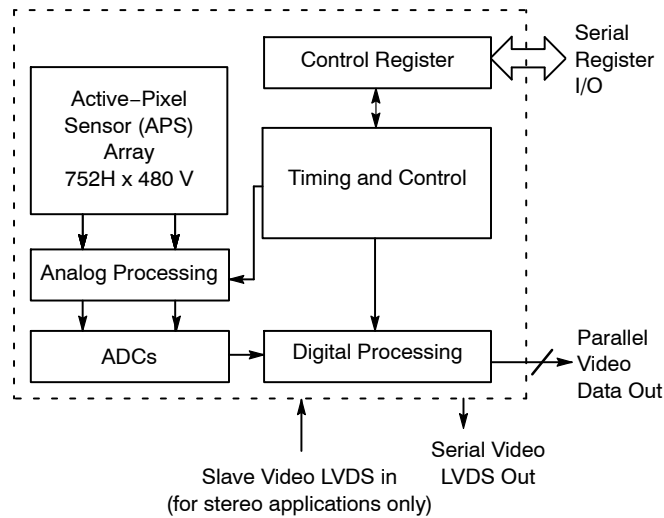 Control Register
Serial
Register
I/O
Active−Pixel
Sensor (APS)
Array
752H x 480 V
Timing and Control
Analog Processing
ADCs
Digital Processing
Parallel
Video
Data Out
Slave Video LVDS in
(for stereo applications only)
Serial Video
LVDS Out